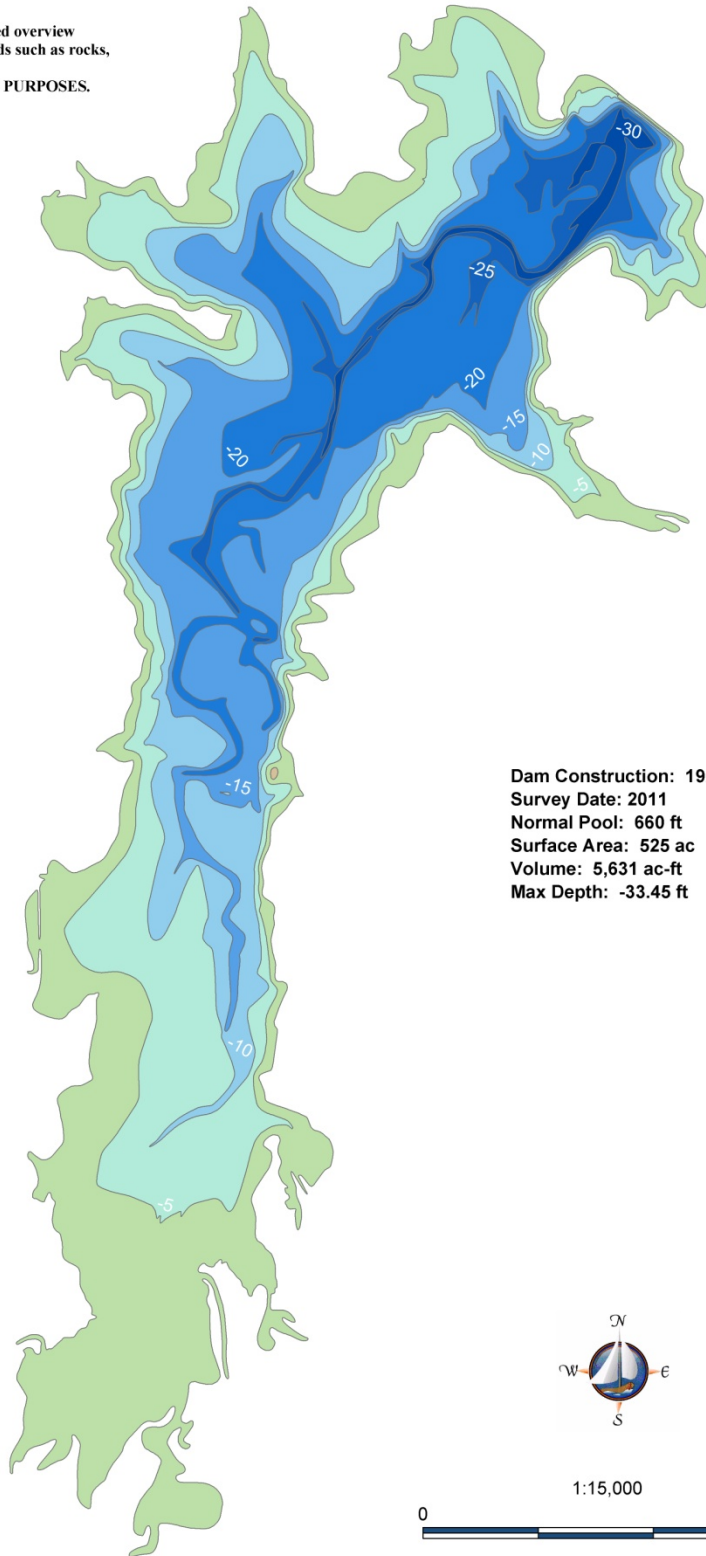 ed overview
ds such as rocks,
PURPOSES.
-30
-25
-20
-15
-10
-5
-20
-15
-10
-5
Dam Construction: 19
Survey Date: 2011
Normal Pool: 660 ft
Surface Area: 525 ac
Volume: 5,631 ac-ft
Max Depth: -33.45 ft
N
W E
S
1:15,000
0